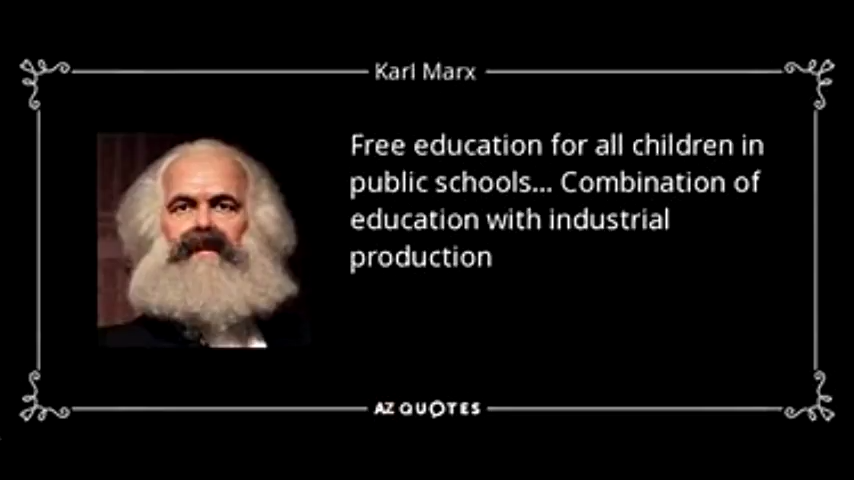 Karl Marx
Free education for all children in
public schools... Combination of
education with industrial
production
AZ QUOTES